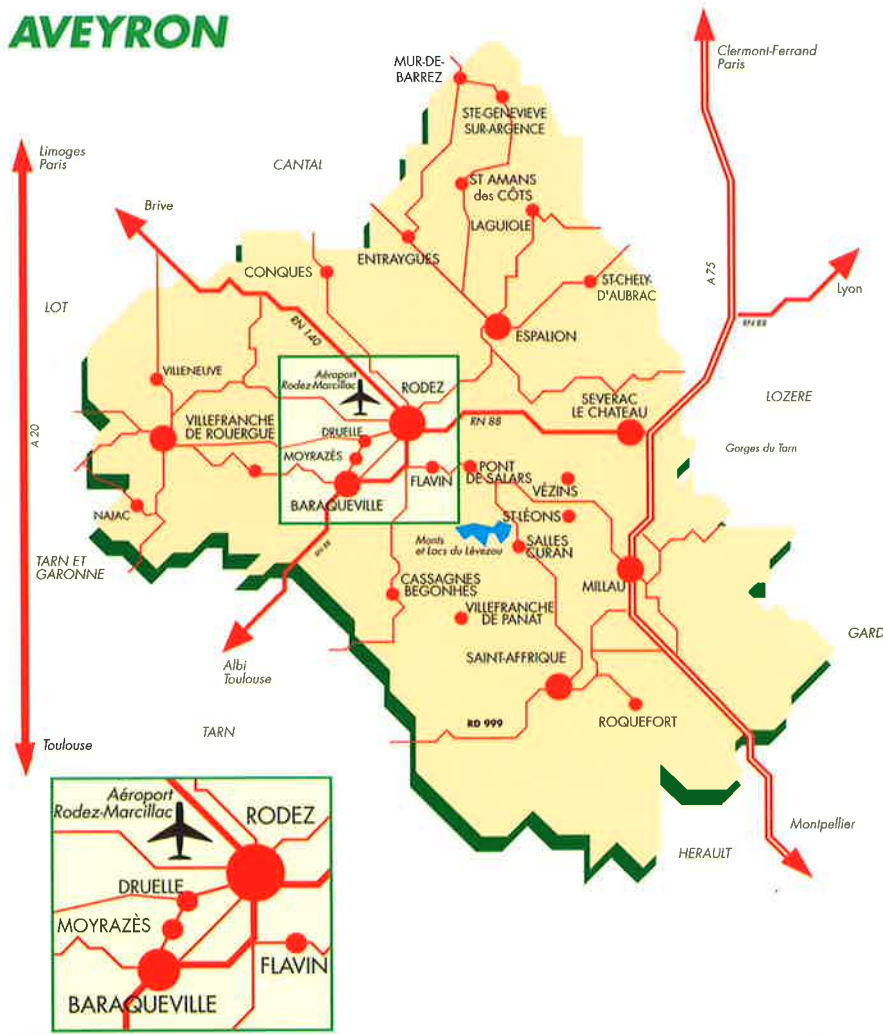 AVEYRON
Clermont-Ferrand
Paris
MUR-DE-
BARREZ
STE-GENEVIEVE
SUR-ARGENCE
Limoges
Paris
CANTAL
ST AMANS
des CÔTS
Brive
LAGUIOLE
ENTRAYGUES
CONQUES
ST-CHELY-
D'AUBRAC
A 75
Lyon
LOT
RN 140
RN 88
ESPALION
VILLENEUVE
Aéroport
Rodez-Marcillac
RODEZ
SEVERAC
LE CHATEAU
LOZERE
A 20
VILLEFRANCHE
DE ROUERGUE
DRUELLE
RN 88
Gorges du Tarn
MOYRAZÈS
FLAVIN
PONT
DE SALARS
VÉZINS
BARAQUEVILLE
NAJAC
ST-LÉONS
Monts
et Lacs du Lévezou
SALLES
CURAN
RN 88
TARN ET
GARONNE
CASSAGNES
BEGONHES
MILLAU
VILLEFRANCHE
DE PANAT
GARD
SAINT-AFFRIQUE
Albi
Toulouse
ROQUEFORT
RD 999
TARN
Toulouse
Aéroport
Rodez-Marcillac
RODEZ
DRUELLE
MOYRAZÈS
FLAVIN
BARAQUEVILLE
Montpellier
HERAULT